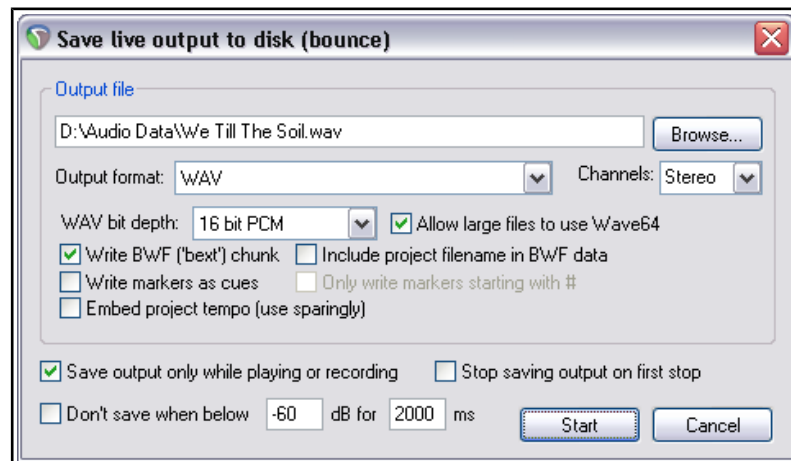 Save live output to disk (bounce)
Output file
D:\Audio Data\We Till The Soil.wav Browse...
Output format: WAV Channels: Stereo
WAV bit depth: 16 bit PCM Allow large files to use Wave64
Write BWF ('bext') chunk Include project filename in BWF data
Write markers as cues Only write markers starting with #
Embed project tempo (use sparingly)
Save output only while playing or recording Stop saving output on first stop
Don't save when below -60 dB for 2000 ms Start Cancel